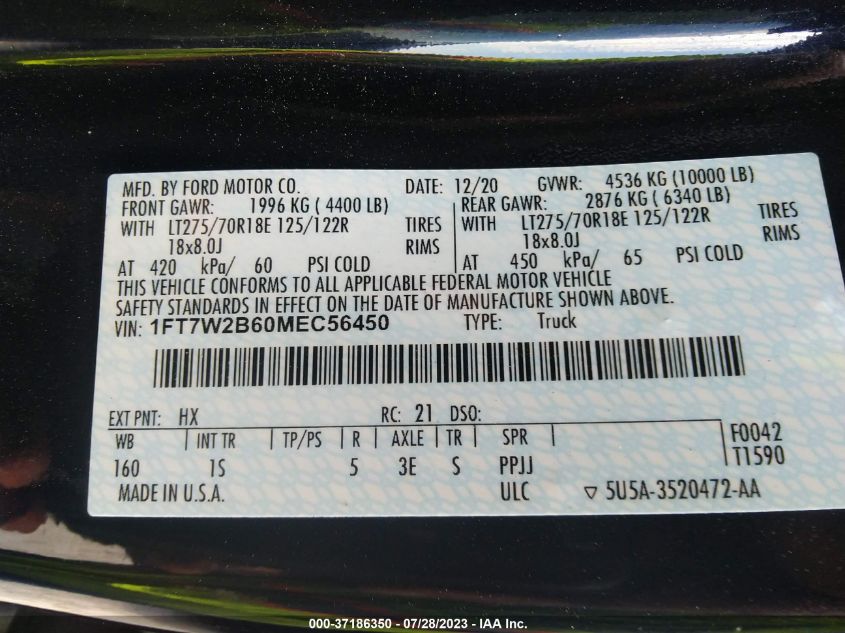 MFD. BY FORD MOTOR CO. DATE: 12/20 GVWR: 4536 KG (10000 LB)
FRONT GAWR: 1996 KG ( 4400 LB) REAR GAWR: 2876 KG ( 6340 LB)
WITH LT275/70R18E 125/122R TIRES WITH LT275/70R18E 125/122R TIRES
18x8.0J RIMS 18x8.0J RIMS
AT 420 kPa/ 60 PSI COLD AT 450 kPa/ 65 PSI COLD
THIS VEHICLE CONFORMS TO ALL APPLICABLE FEDERAL MOTOR VEHICLE
SAFETY STANDARDS IN EFFECT ON THE DATE OF MANUFACTURE SHOWN ABOVE.
VIN: 1FT7W2B60MEC56450 TYPE: Truck
EXT PNT: HX RC: 21 DSO:
WB INT TR TP/PS R AXLE TR SPR F0042
160 1S 5 3E S PPJJ T1590
MADE IN U.S.A. ULC ▽ 5U5A-3520472-AA
000-37186350 / 07/28/2023 - IAA Inc.